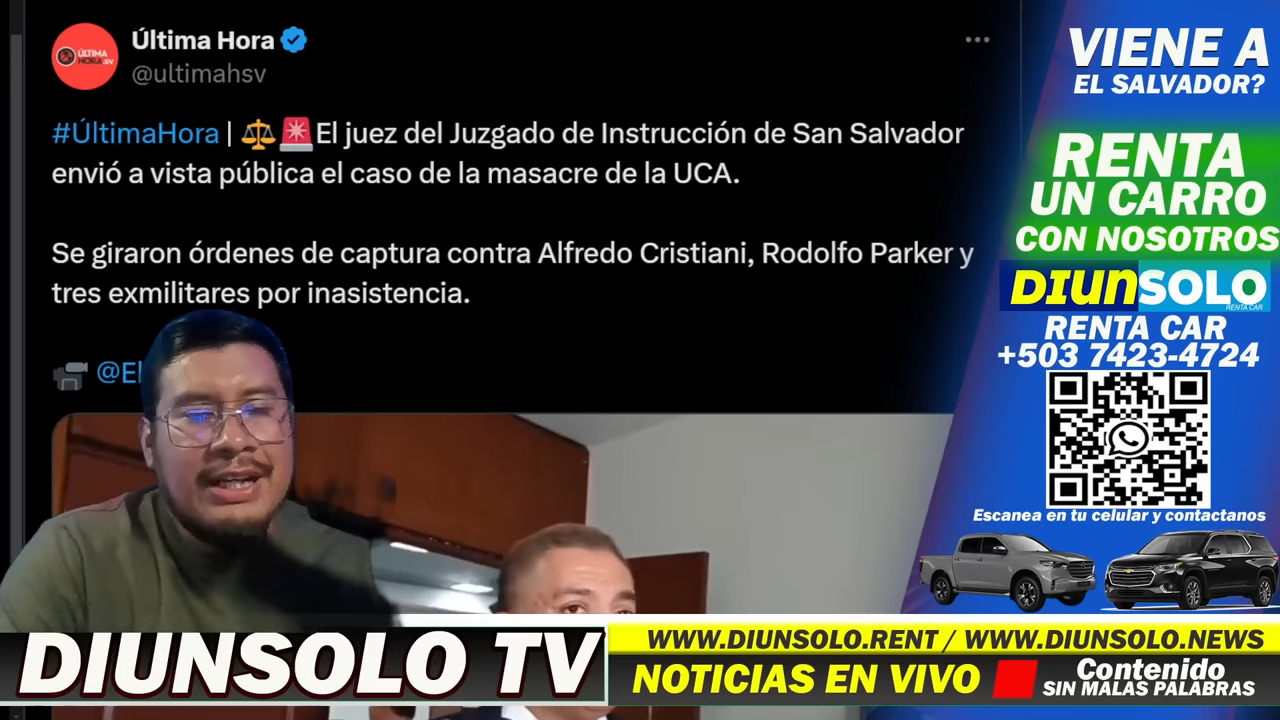 Última Hora
@ultimahsv
ÚLTIMA
HORA.SV
#ÚltimaHora | El juez del Juzgado de Instrucción de San Salvador
envió a vista pública el caso de la masacre de la UCA.
Se giraron órdenes de captura contra Alfredo Cristiani, Rodolfo Parker y
tres exmilitares por inasistencia.
VIENE A
EL SALVADOR?
RENTA
UN CARRO
CON NOSOTROS
DIUNSOLO
RENTA CAR
RENTA CAR
+503 7423-4724
Escanea en tu celular y contactanos
DIUNSOLO TV
WWW.DIUNSOLO.RENT / WWW.DIUNSOLO.NEWS
NOTICIAS EN VIVO
Contenido
SIN MALAS PALABRAS